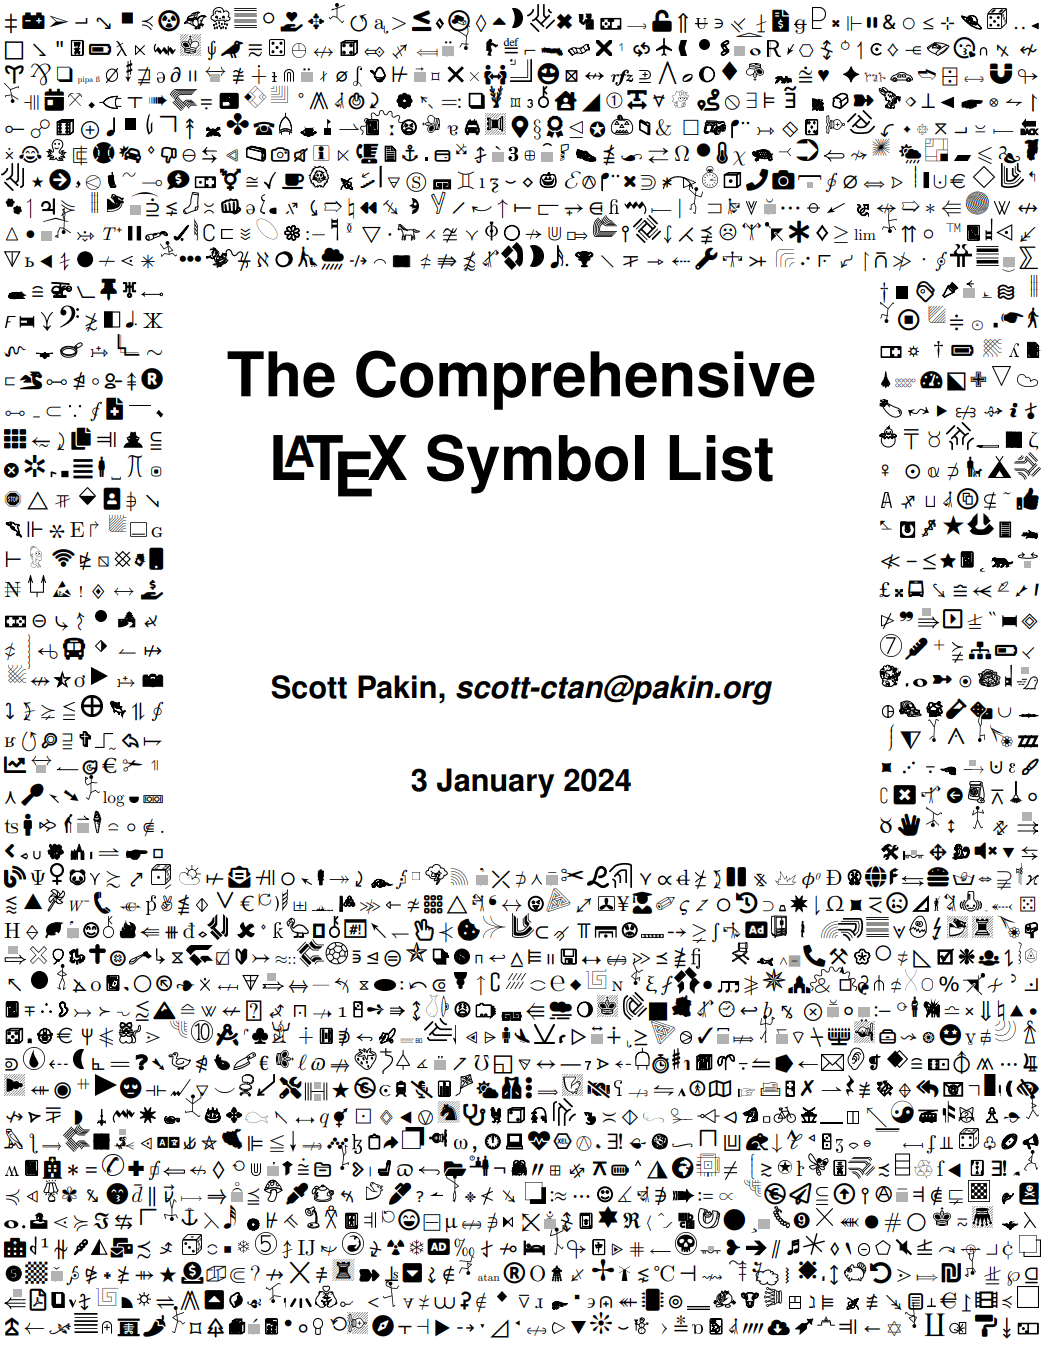 The Comprehensive
LATEX Symbol List
Scott Pakin, scott-ctan@pakin.org
3 January 2024